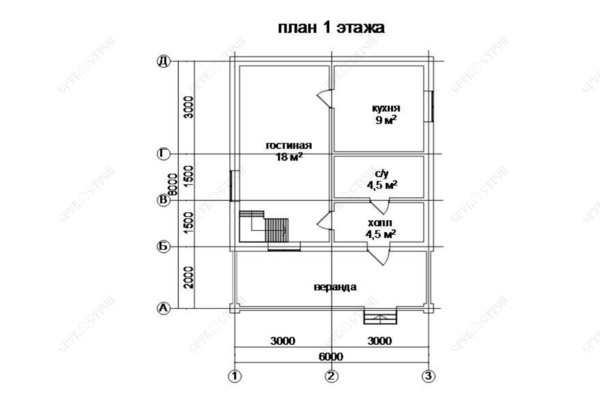 план 1 этажа
Д
Г
В
Б
А
3000
1500
1500
2000
8000
гостиная
18 м²
кухня
9 м²
с/у
4,5 м²
холл
4,5 м²
веранда
3000
3000
6000
1
2
3